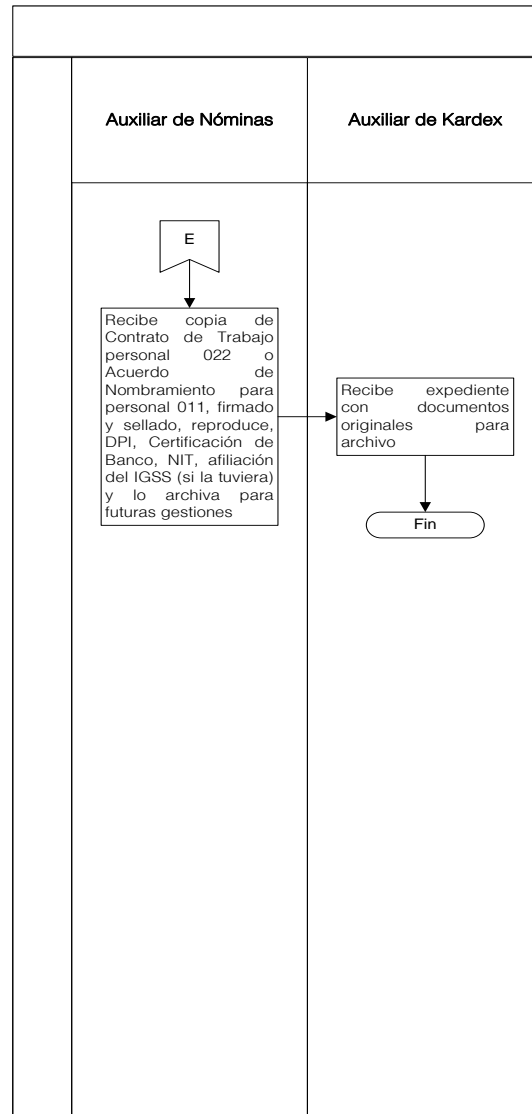 Auxiliar de Nóminas
Auxiliar de Kardex
E
Recibe copia de
Contrato de Trabajo
personal 022 o
Acuerdo de
Nombramiento para
personal 011, firmado
y sellado, reproduce,
DPI, Certificación de
Banco, NIT, afiliación
del IGSS (si la tuviera)
y lo archiva para
futuras gestiones
Recibe expediente
con documentos
originales para
archivo
Fin